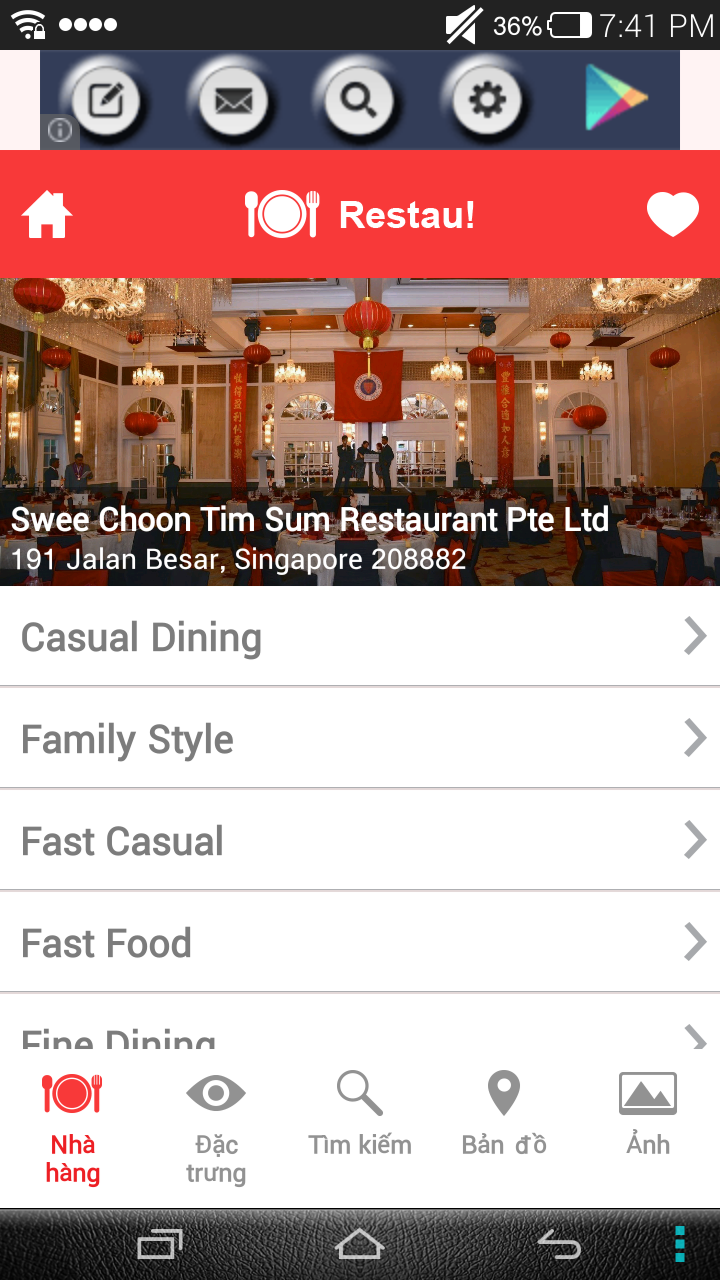 36% 7:41 PM
Restau!
Swee Choon Tim Sum Restaurant Pte Ltd
191 Jalan Besar, Singapore 208882
Casual Dining
Family Style
Fast Casual
Fast Food
Fine Dining
Nhà
hàng
Đặc
trưng
Tìm kiếm
Bản đồ
Ảnh